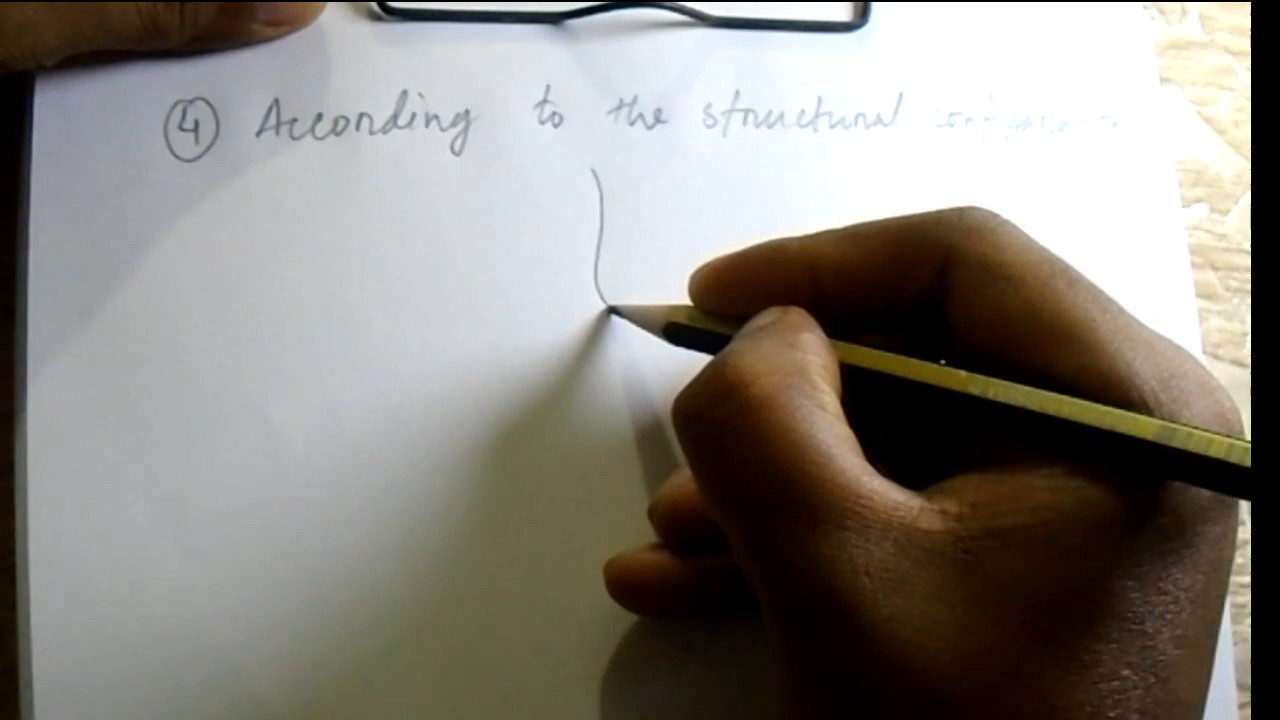 ④ According to the structural